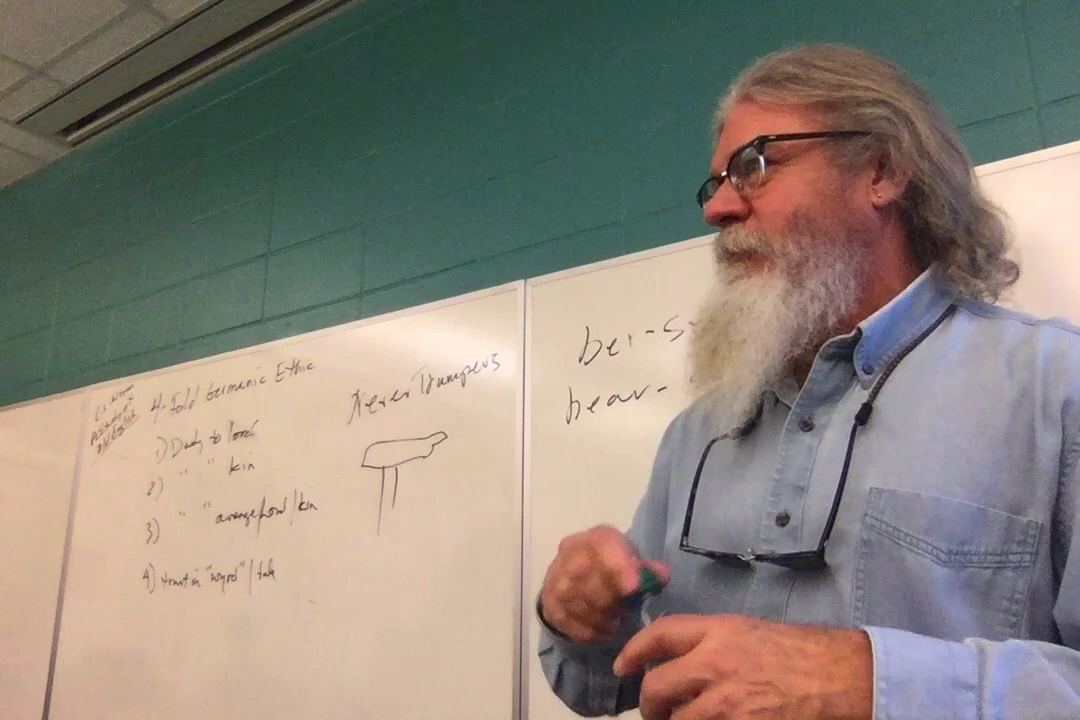 4-Fold Germanic Ethic
1) Duty to lord
2) " " kin
3) " " avenge lord/kin
4) trust in "wyrd"/fate
Never Thumpers
ber-s
bear-